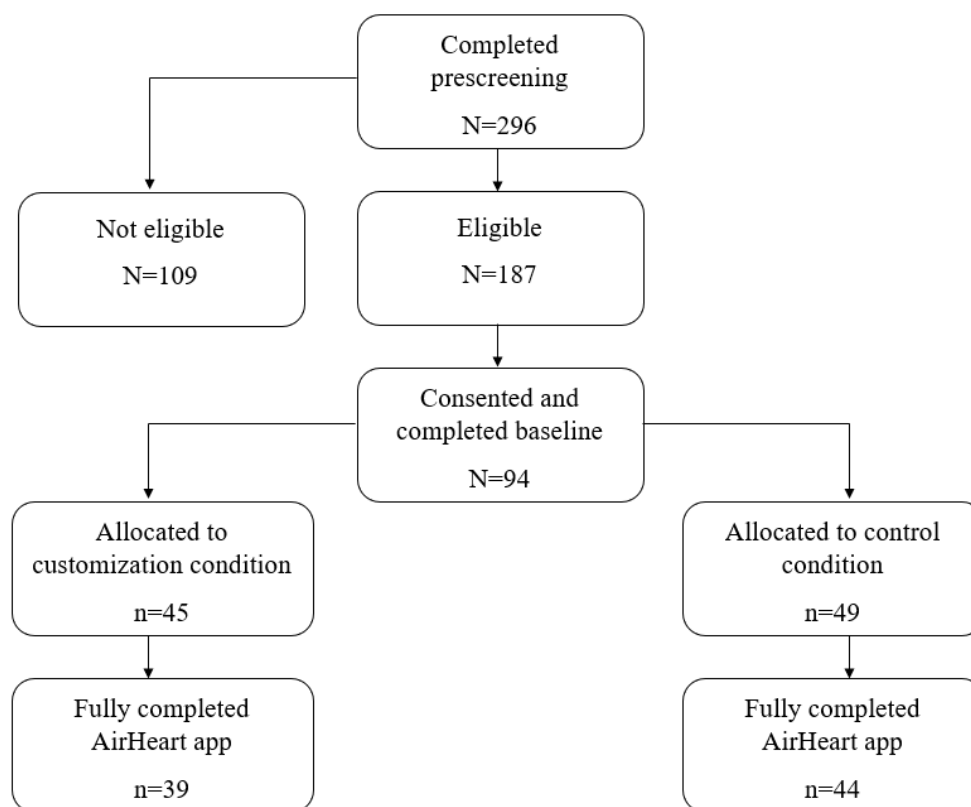 Completed
prescreening
N=296
Not eligible
N=109
Eligible
N=187
Consented and
completed baseline
N=94
Allocated to
customization condition
n=45
Allocated to control
condition
n=49
Fully completed
AirHeart app
n=39
Fully completed
AirHeart app
n=44